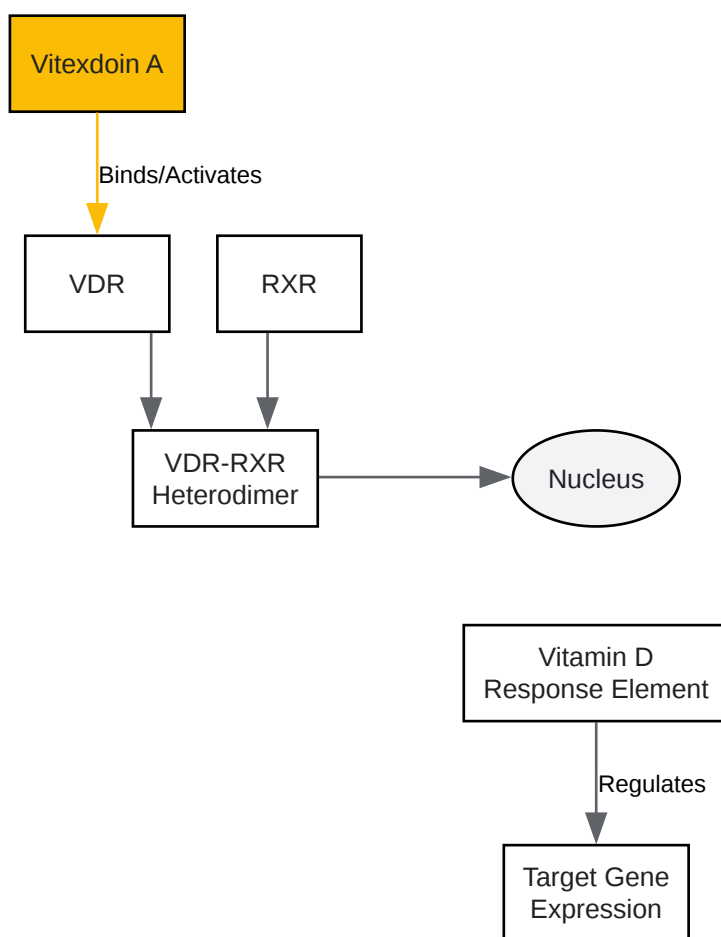 Vitexdoin A
Binds/Activates
VDR
RXR
VDR-RXR
Heterodimer
Nucleus
Vitamin D
Response Element
Regulates
Target Gene
Expression